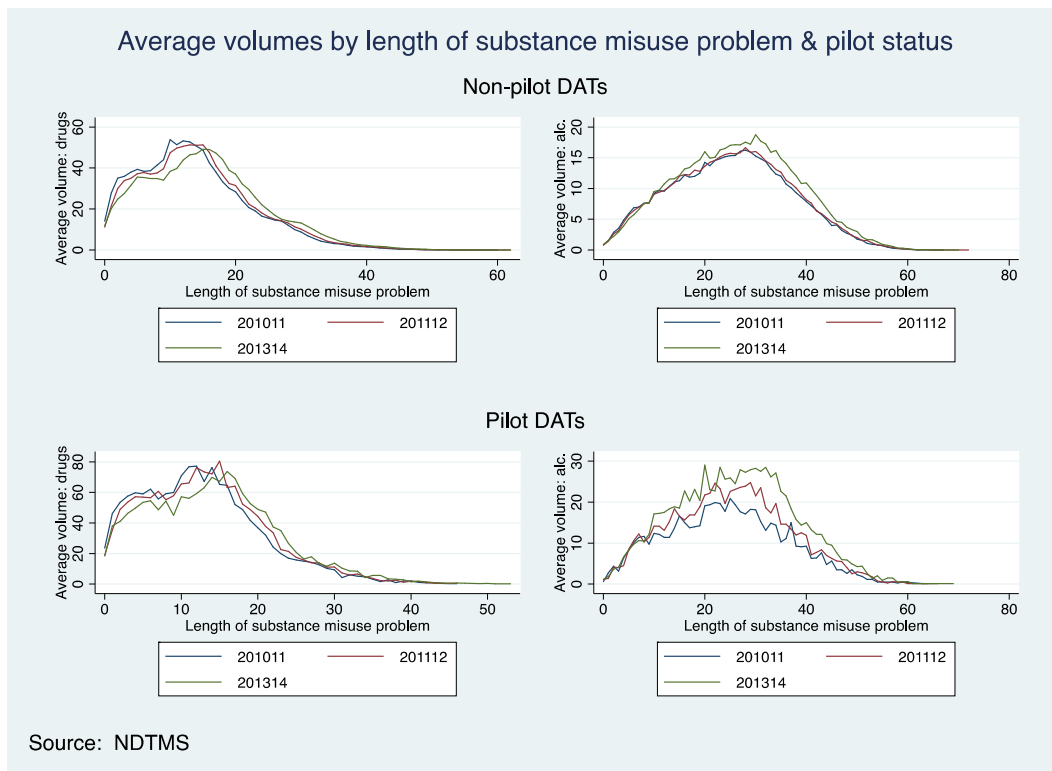 Average volumes by length of substance misuse problem & pilot status
Non-pilot DATs
Average volume: drugs
0 20 40 60
0 20 40 60
Length of substance misuse problem
201011 201112
201314
Average volume: alc.
0 5 10 15 20
0 20 40 60 80
Length of substance misuse problem
201011 201112
201314
Pilot DATs
Average volume: drugs
0 20 40 60 80
0 10 20 30 40 50
Length of substance misuse problem
201011 201112
201314
Average volume: alc.
0 10 20 30
0 20 40 60 80
Length of substance misuse problem
201011 201112
201314
Source: NDTMS